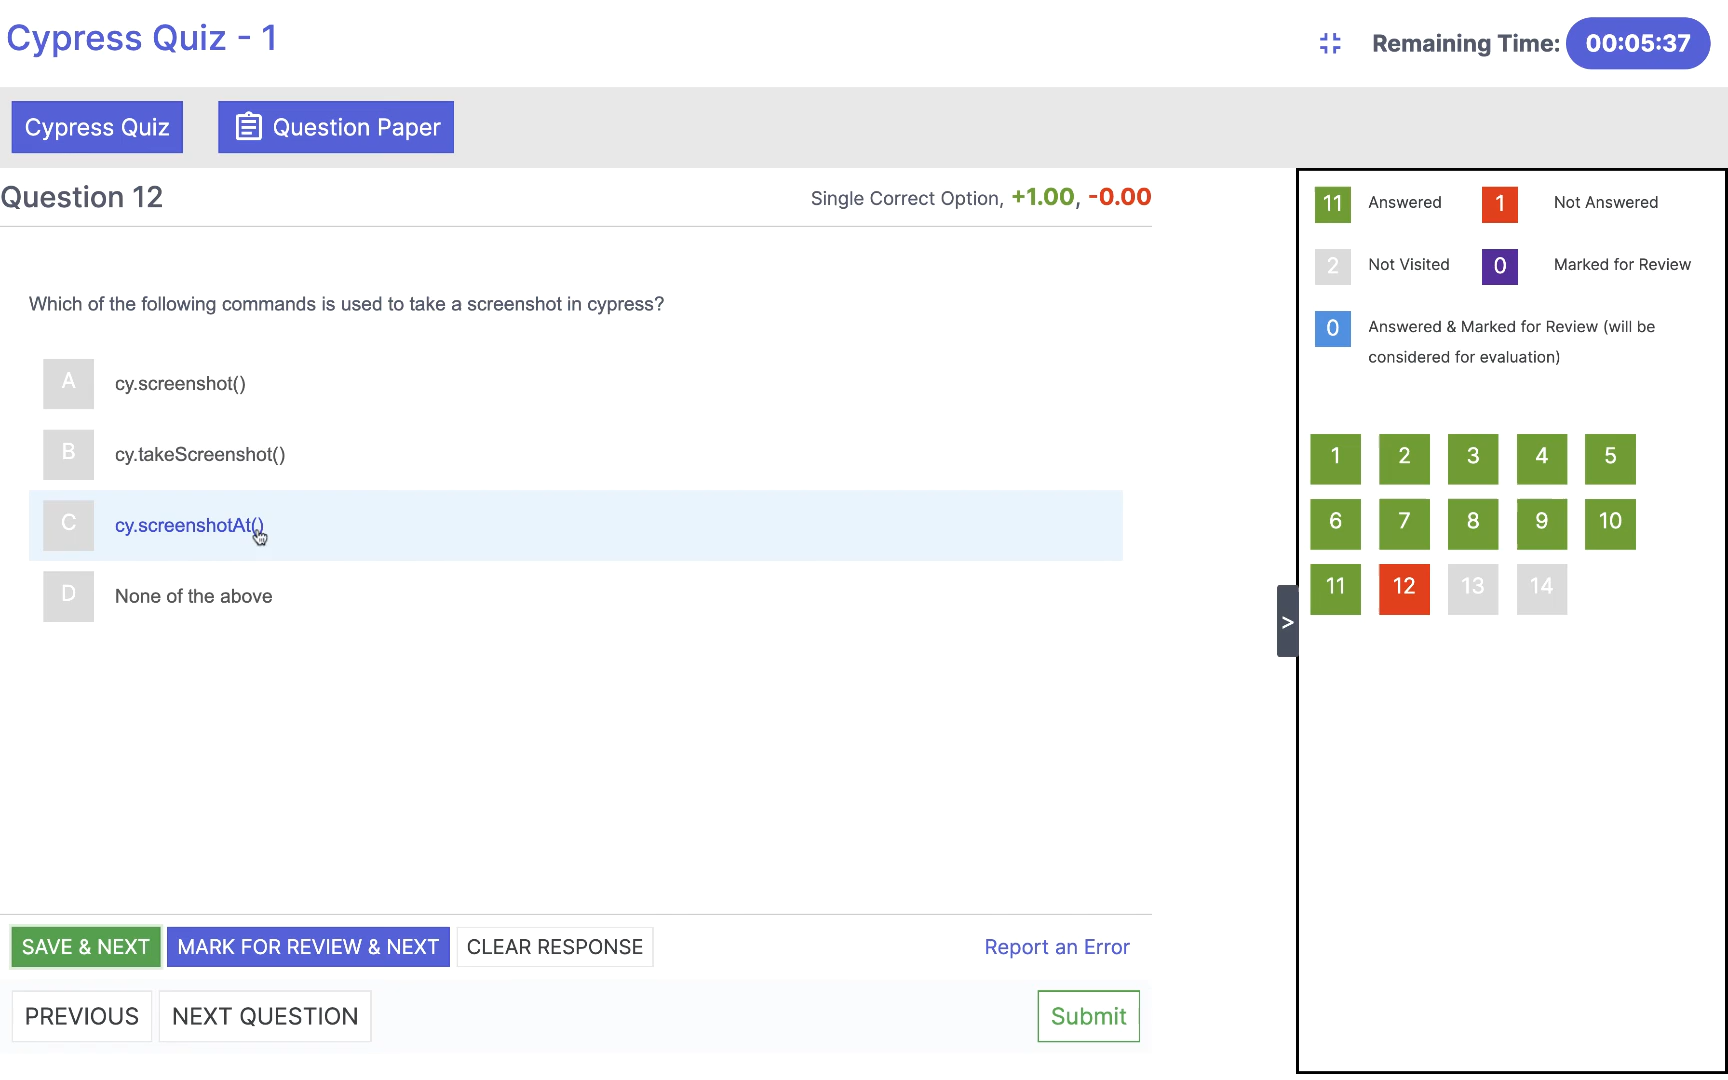 Cypress Quiz - 1
Remaining Time: 00:05:37
Cypress Quiz
Question Paper
Question 12
Single Correct Option, +1.00, -0.00
Which of the following commands is used to take a screenshot in cypress?
A cy.screenshot()
B cy.takeScreenshot()
C cy.screenshotAt()
D None of the above
SAVE & NEXT
MARK FOR REVIEW & NEXT
CLEAR RESPONSE
Report an Error
PREVIOUS
NEXT QUESTION
Submit
11 Answered
1 Not Answered
2 Not Visited
0 Marked for Review
0 Answered & Marked for Review (will be
considered for evaluation)
1 2 3 4 5
6 7 8 9 10
11 12 13 14
>